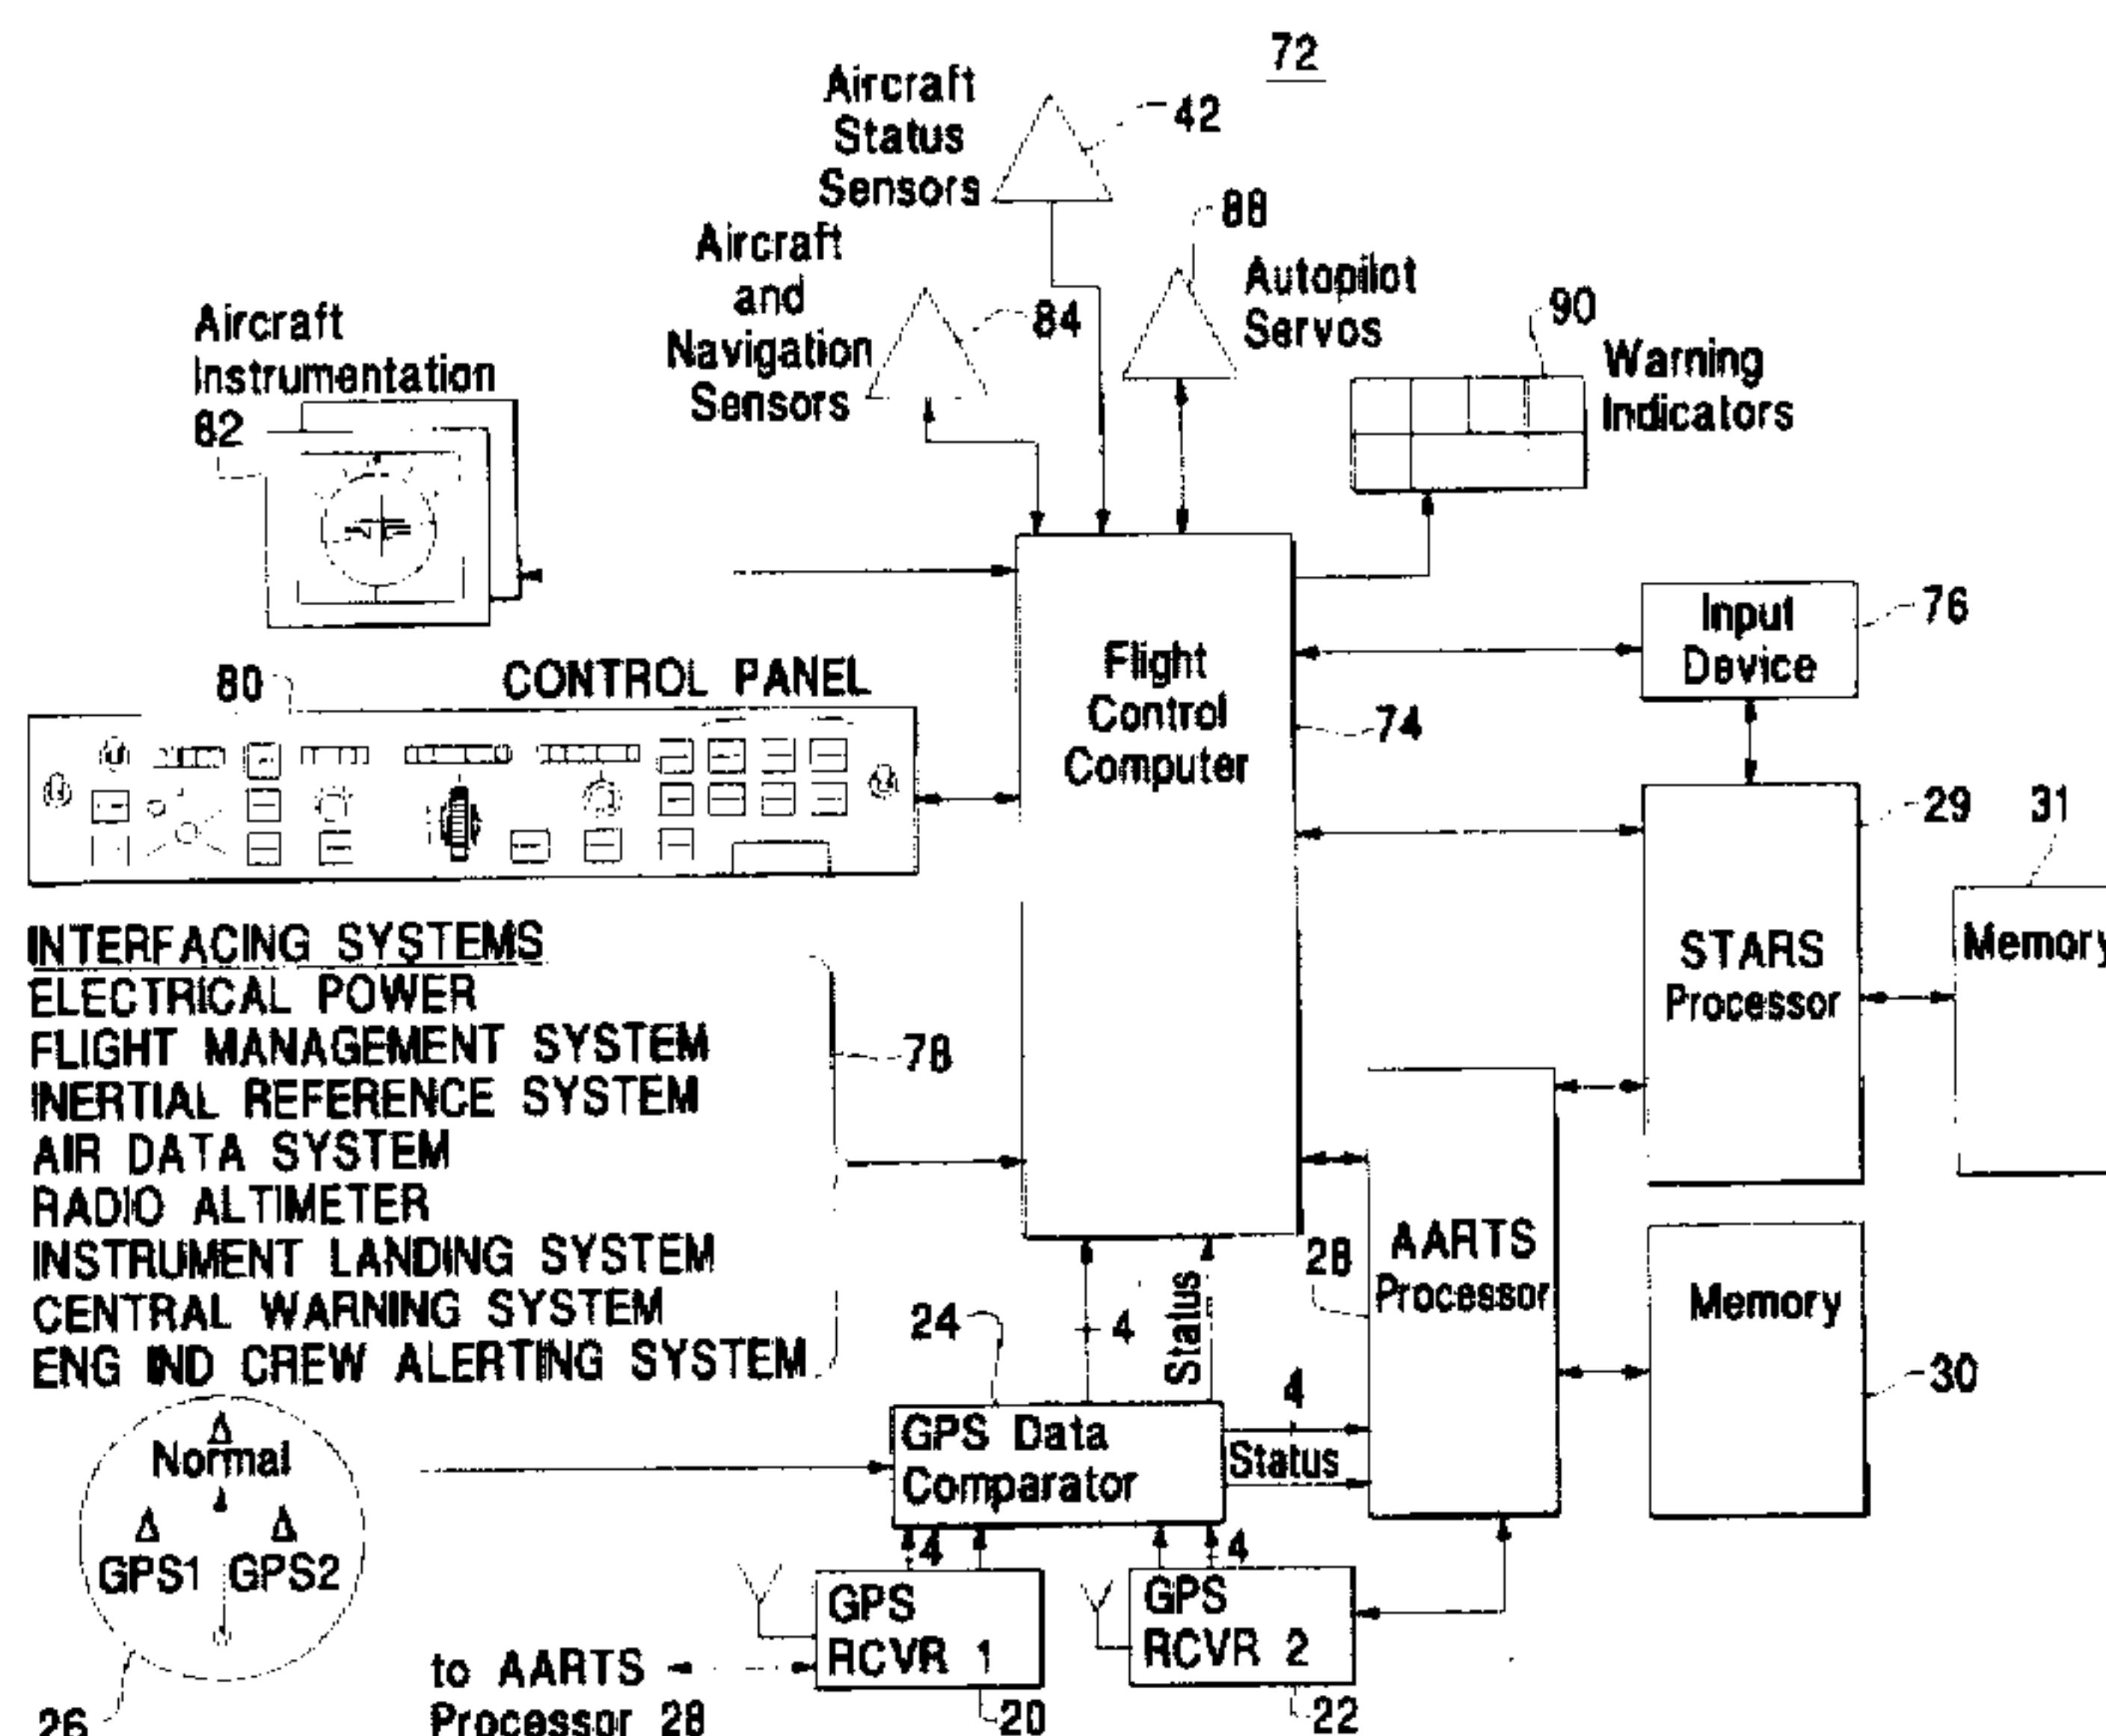 72
Aircraft
Status
Sensors
42
Aircraft
and
Navigation
Sensors
84
88
Autopilot
Servos
90
Warning
Indicators
Aircraft
Instrumentation
82
Input
Device
76
80
CONTROL PANEL
Flight
Control
Computer
74
29
31
STARS
Processor
Memory
INTERFACING SYSTEMS
ELECTRICAL POWER
FLIGHT MANAGEMENT SYSTEM
INERTIAL REFERENCE SYSTEM
AIR DATA SYSTEM
RADIO ALTIMETER
INSTRUMENT LANDING SYSTEM
CENTRAL WARNING SYSTEM
ENG IND CREW ALERTING SYSTEM
78
28
AARTS
Processor
Memory
30
24
4
Status
GPS Data
Comparator
4
Status
Normal
GPS1 GPS2
26
4
4
GPS
RCVR 1
GPS
RCVR 2
to AARTS
Processor 28
20
22